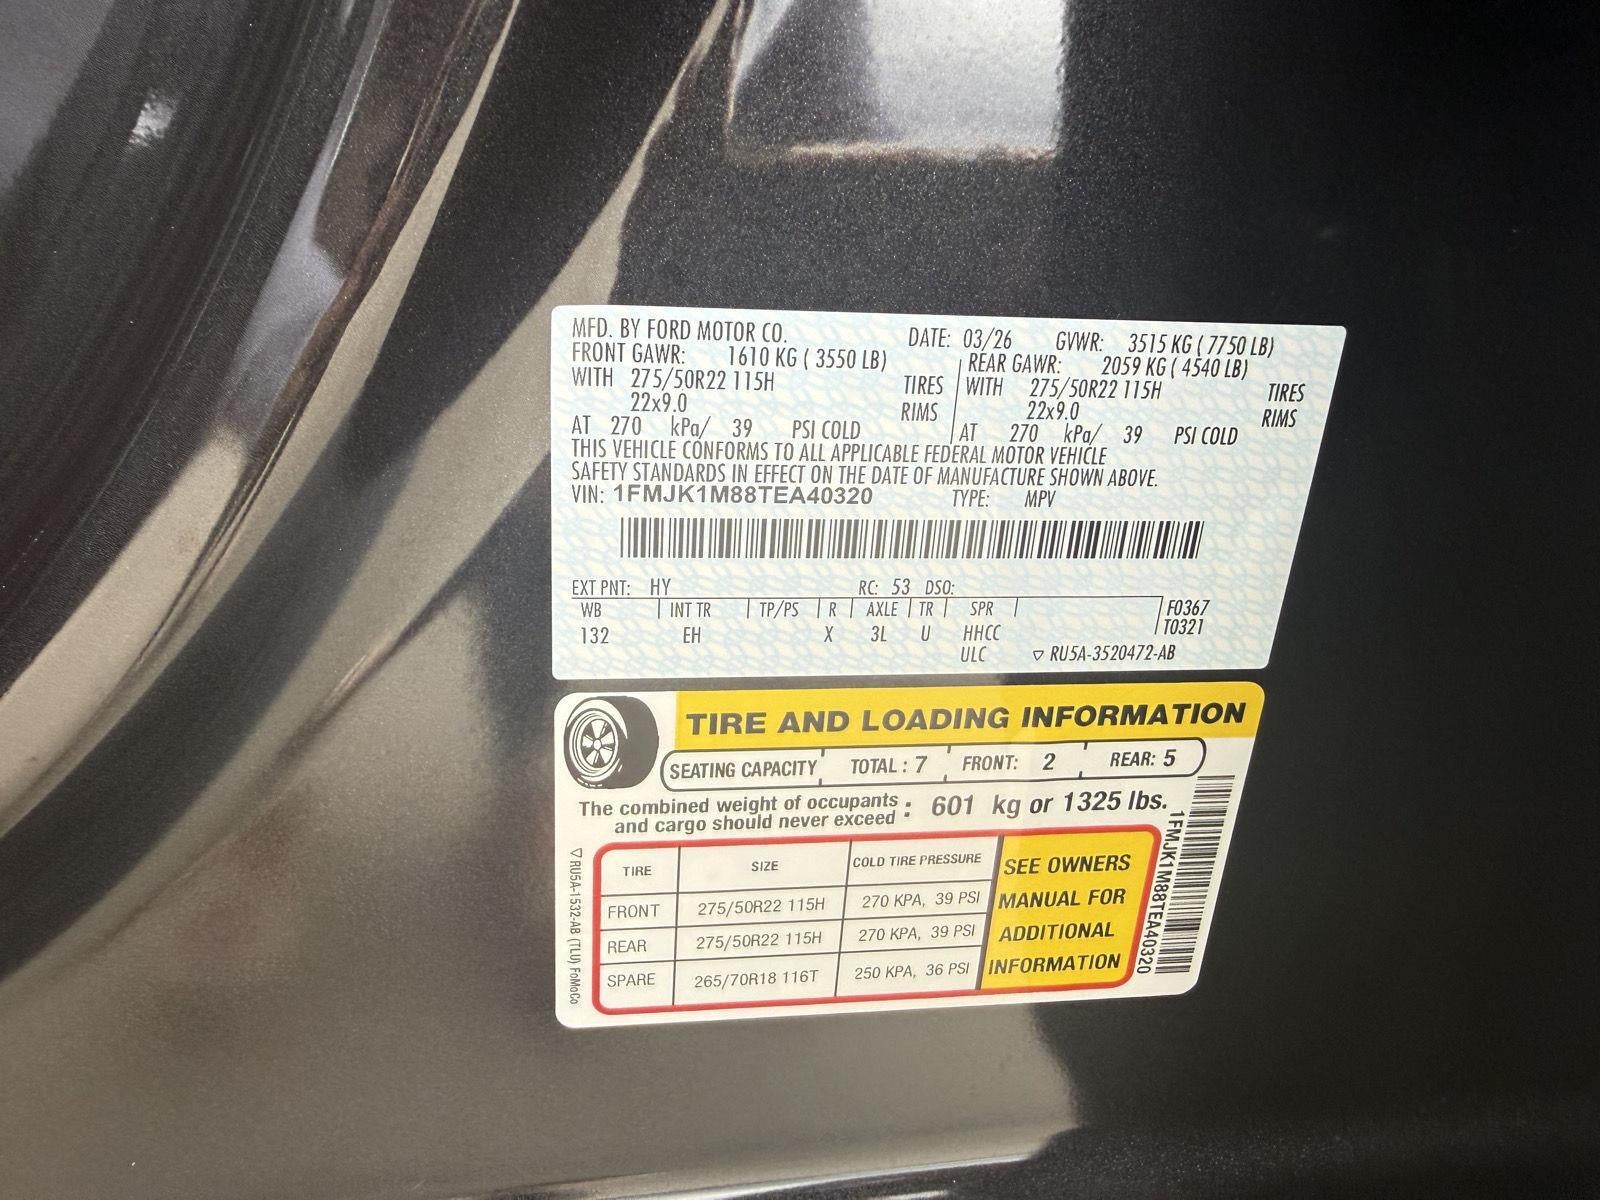 MFD. BY FORD MOTOR CO. DATE: 03/26 GVWR: 3515 KG ( 7750 LB)
FRONT GAWR: 1610 KG ( 3550 LB) REAR GAWR: 2059 KG ( 4540 LB)
WITH 275/50R22 115H TIRES WITH 275/50R22 115H TIRES
22x9.0 RIMS 22x9.0 RIMS
AT 270 kPa/ 39 PSI COLD AT 270 kPa/ 39 PSI COLD
THIS VEHICLE CONFORMS TO ALL APPLICABLE FEDERAL MOTOR VEHICLE
SAFETY STANDARDS IN EFFECT ON THE DATE OF MANUFACTURE SHOWN ABOVE.
VIN: 1FMJK1M88TEA40320 TYPE: MPV
EXT PNT: HY RC: 53 DSO:
WB INT TR TP/PS R AXLE TR SPR F0367
132 EH X 3L U HHCC T0321
ULC ▽ RU5A-3520472-AB
TIRE AND LOADING INFORMATION
SEATING CAPACITY TOTAL : 7 FRONT: 2 REAR: 5
The combined weight of occupants
and cargo should never exceed : 601 kg or 1325 lbs.
TIRE SIZE COLD TIRE PRESSURE
FRONT 275/50R22 115H 270 KPA, 39 PSI
REAR 275/50R22 115H 270 KPA, 39 PSI
SPARE 265/70R18 116T 250 KPA, 36 PSI
SEE OWNERS
MANUAL FOR
ADDITIONAL
INFORMATION
1FMJK1M88TEA40320
▽ RU5A-1532-AB (TLU) FoMoCo